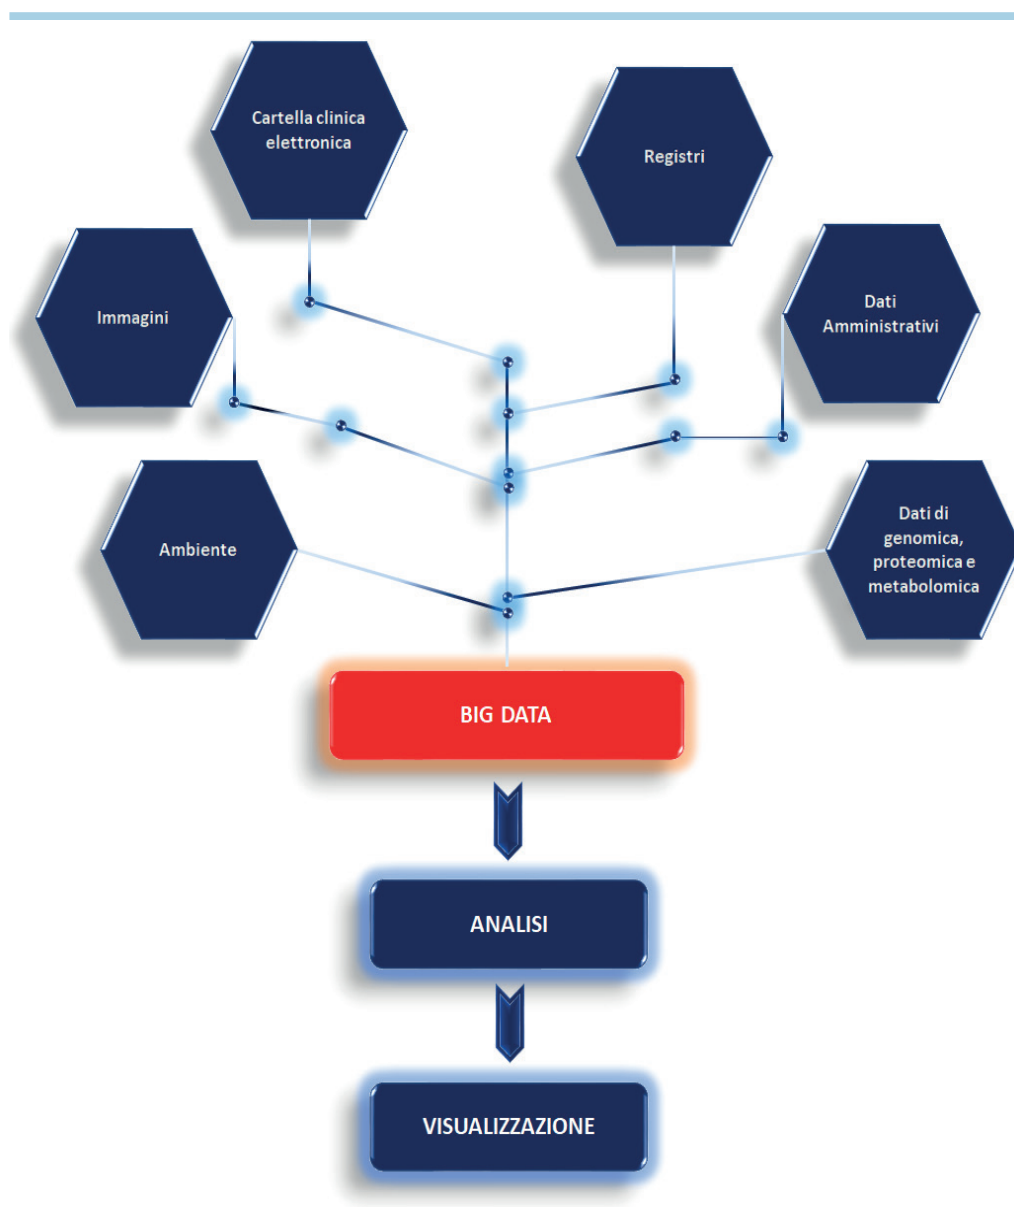 Cartella clinica
elettronica
Registri
Immagini
Dati
Amministrativi
Ambiente
Dati di
genomica,
proteomica e
metabolomica
BIG DATA
ANALISI
VISUALIZZAZIONE